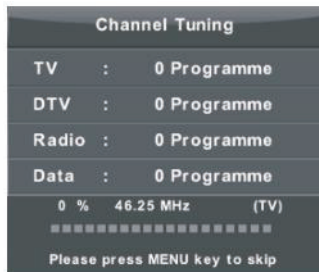 Channel Tuning
TV : 0 Programme
DTV : 0 Programme
Radio : 0 Programme
Data : 0 Programme
0 % 46.25 MHz (TV)
Please press MENU key to skip